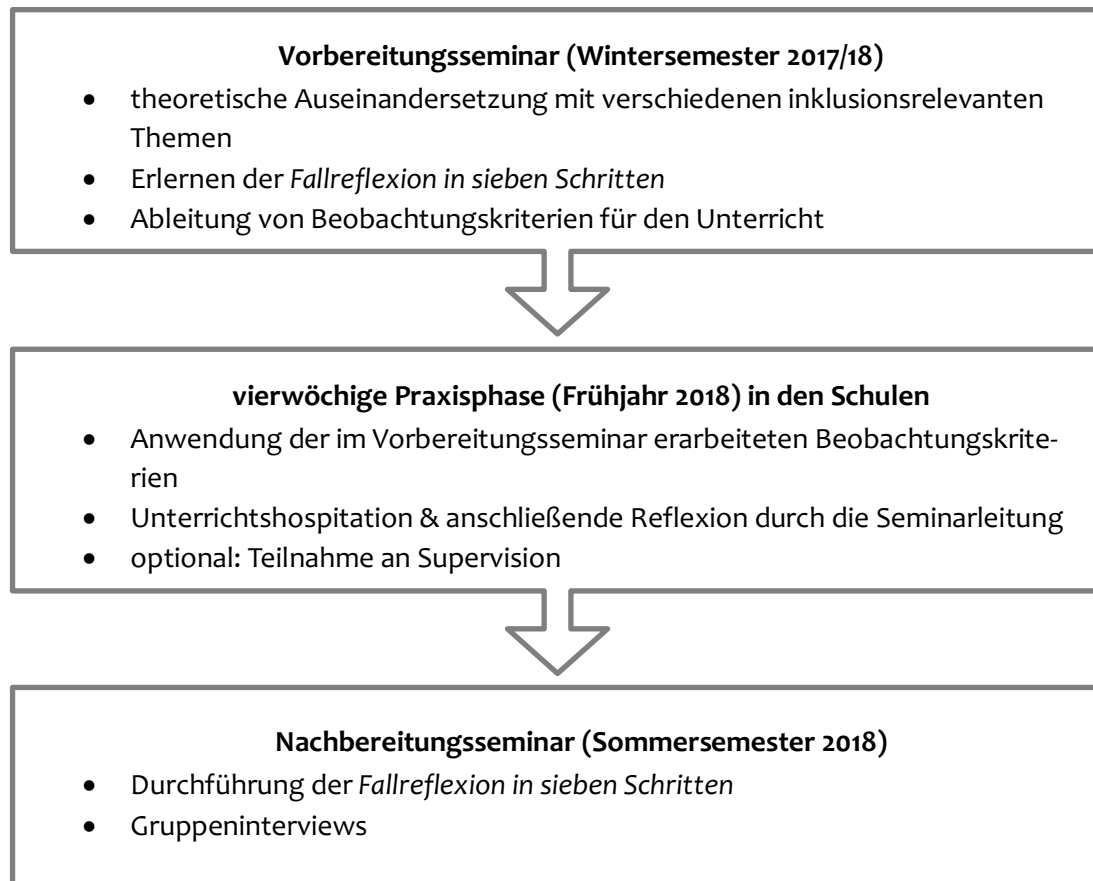 Vorbereitungsseminar (Wintersemester 2017/18)
• theoretische Auseinandersetzung mit verschiedenen inklusionsrelevanten
Themen
• Erlernen der Fallreflexion in sieben Schritten
• Ableitung von Beobachtungskriterien für den Unterricht
vierwöchige Praxisphase (Frühjahr 2018) in den Schulen
• Anwendung der im Vorbereitungsseminar erarbeiteten Beobachtungskrite-
rien
• Unterrichtshospitation & anschließende Reflexion durch die Seminarleitung
• optional: Teilnahme an Supervision
Nachbereitungsseminar (Sommersemester 2018)
• Durchführung der Fallreflexion in sieben Schritten
• Gruppeninterviews